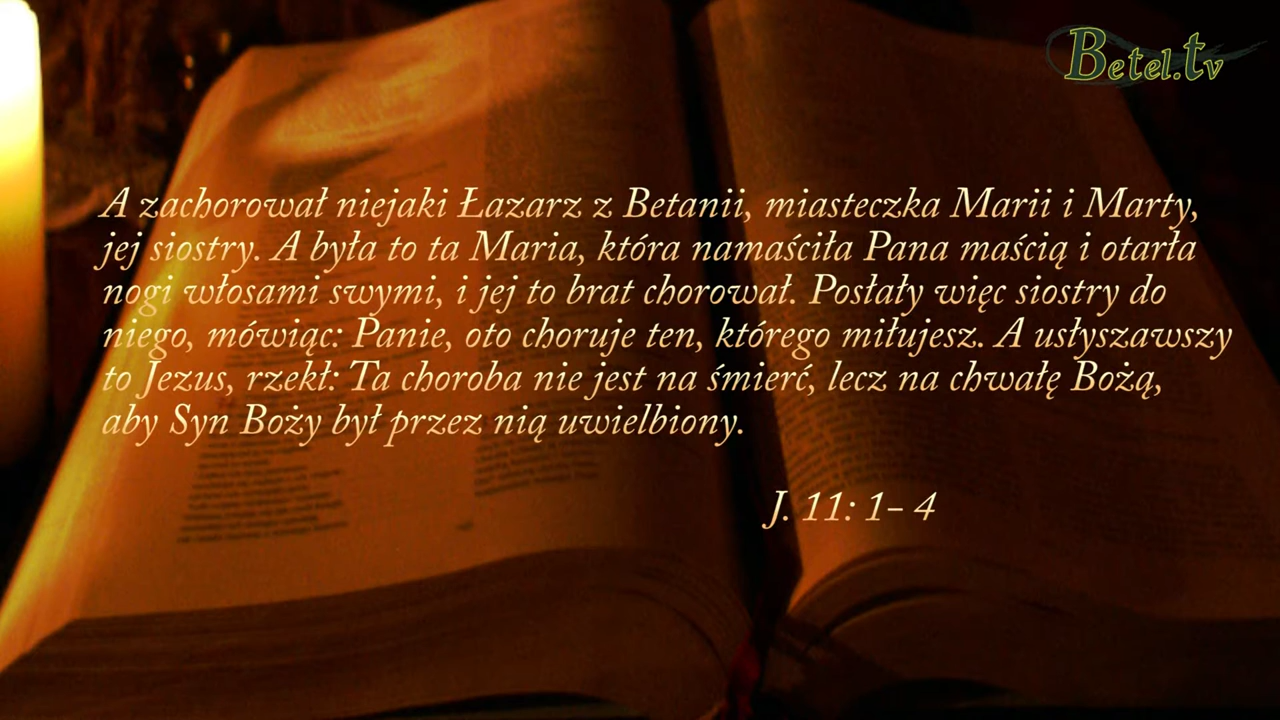 Betel.tv
A zachorował niejaki Łazarz z Betanii, miasteczka Marii i Marty,
jej siostry. A była to ta Maria, która namaściła Pana maścią i otarła
nogi włosami swymi, i jej to brat chorował. Posłały więc siostry do
niego, mówiąc: Panie, oto choruje ten, którego miłujesz. A usłyszawszy
to Jezus, rzekł: Ta choroba nie jest na śmierć, lecz na chwałę Bożą,
aby Syn Boży był przez nią uwielbiony.
J. 11: 1- 4